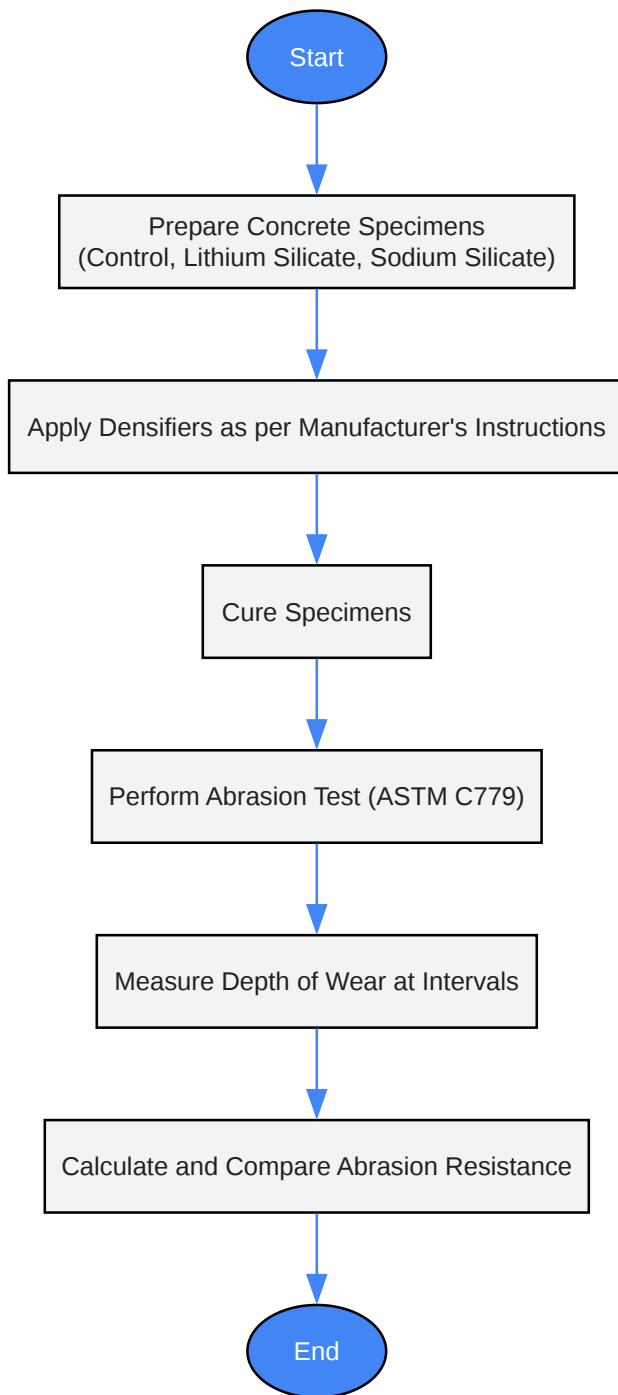 Start
Prepare Concrete Specimens
(Control, Lithium Silicate, Sodium Silicate)
Apply Densifiers as per Manufacturer's Instructions
Cure Specimens
Perform Abrasion Test (ASTM C779)
Measure Depth of Wear at Intervals
Calculate and Compare Abrasion Resistance
End